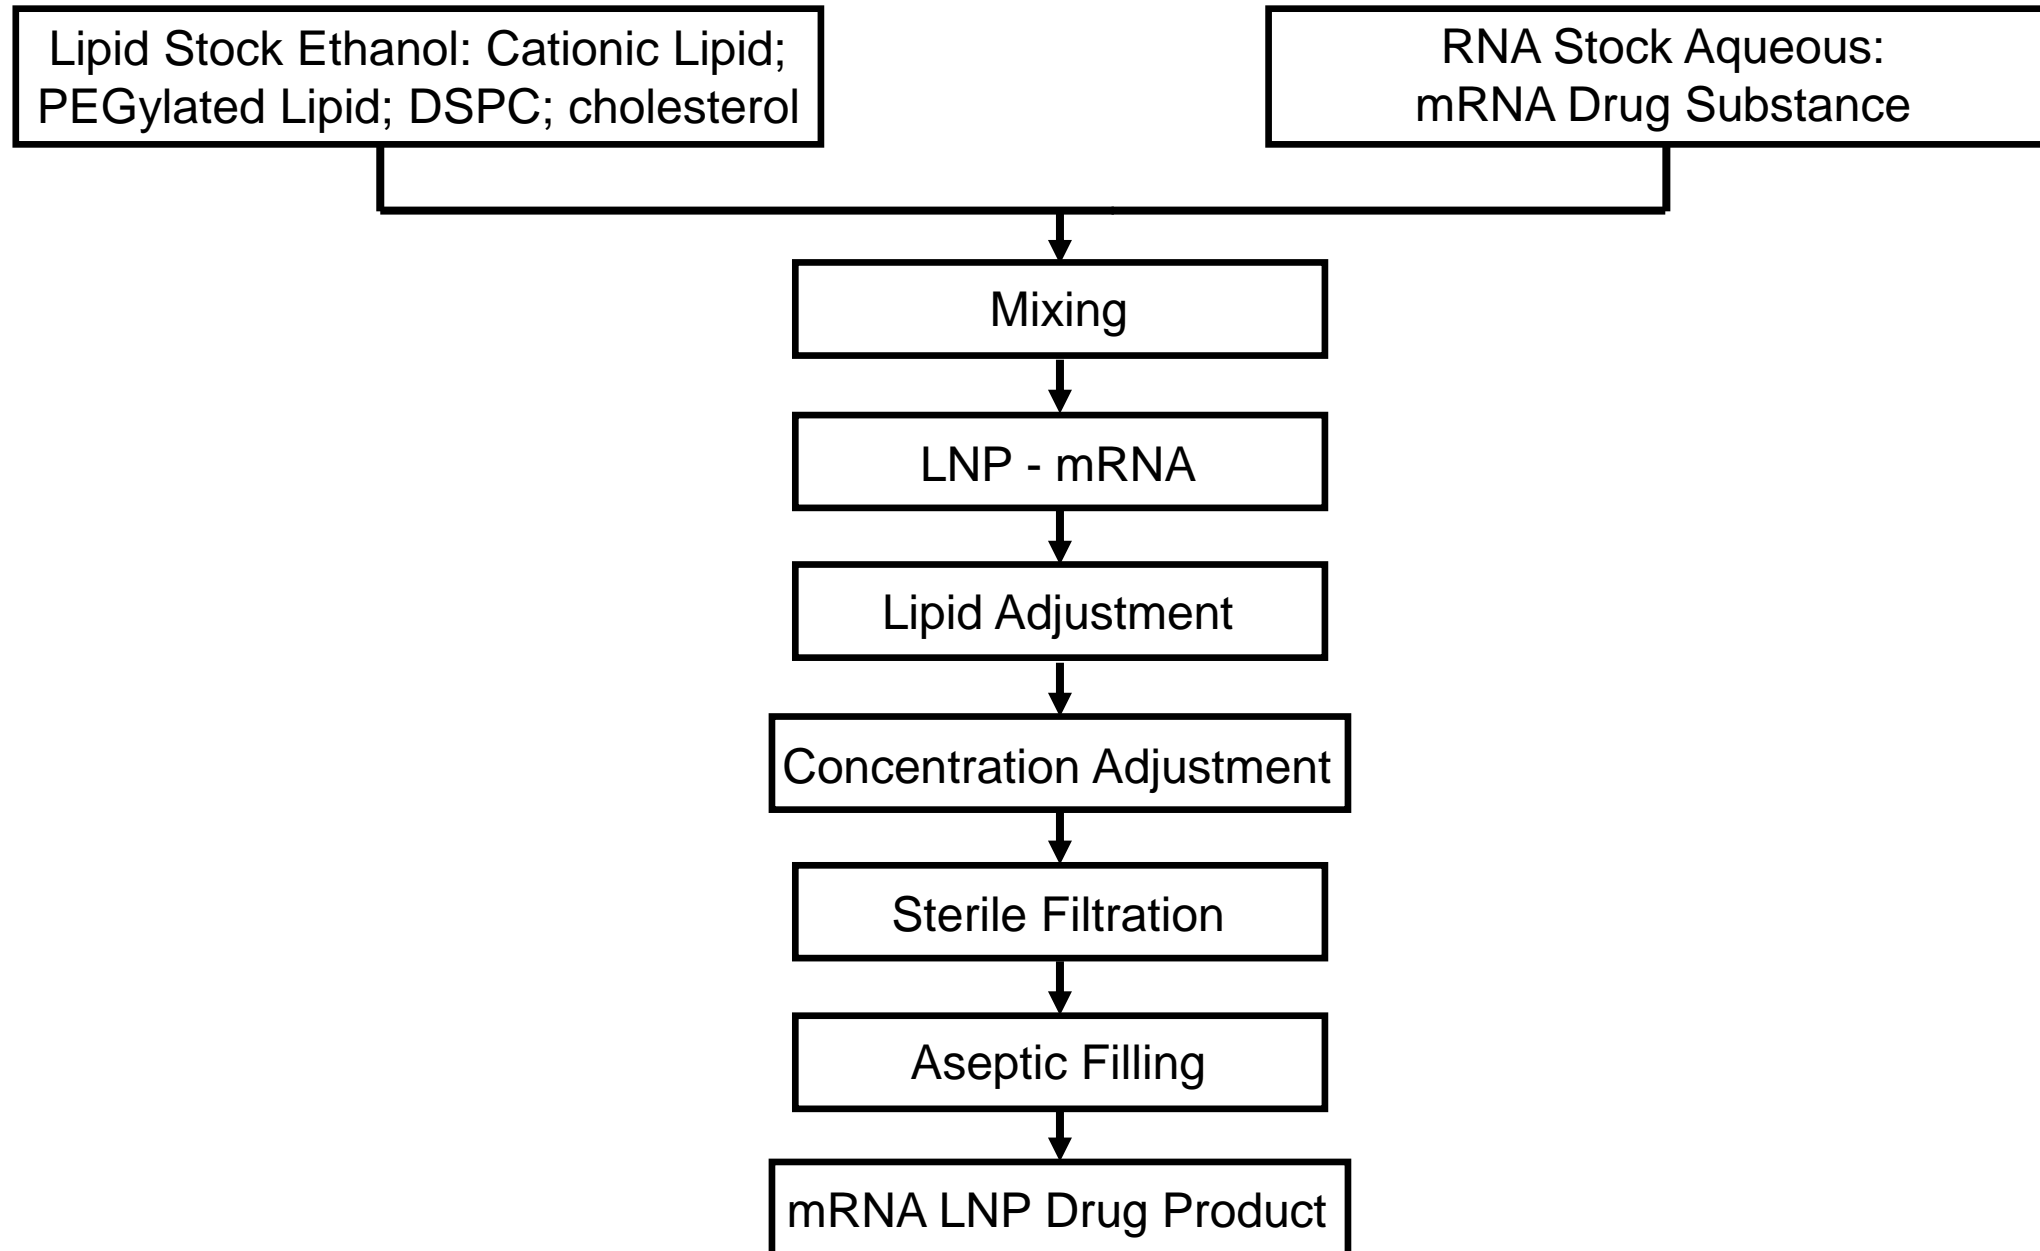 Lipid Stock Ethanol: Cationic Lipid;
PEGylated Lipid; DSPC; cholesterol
RNA Stock Aqueous:
mRNA Drug Substance
Mixing
LNP - mRNA
Lipid Adjustment
Concentration Adjustment
Sterile Filtration
Aseptic Filling
mRNA LNP Drug Product